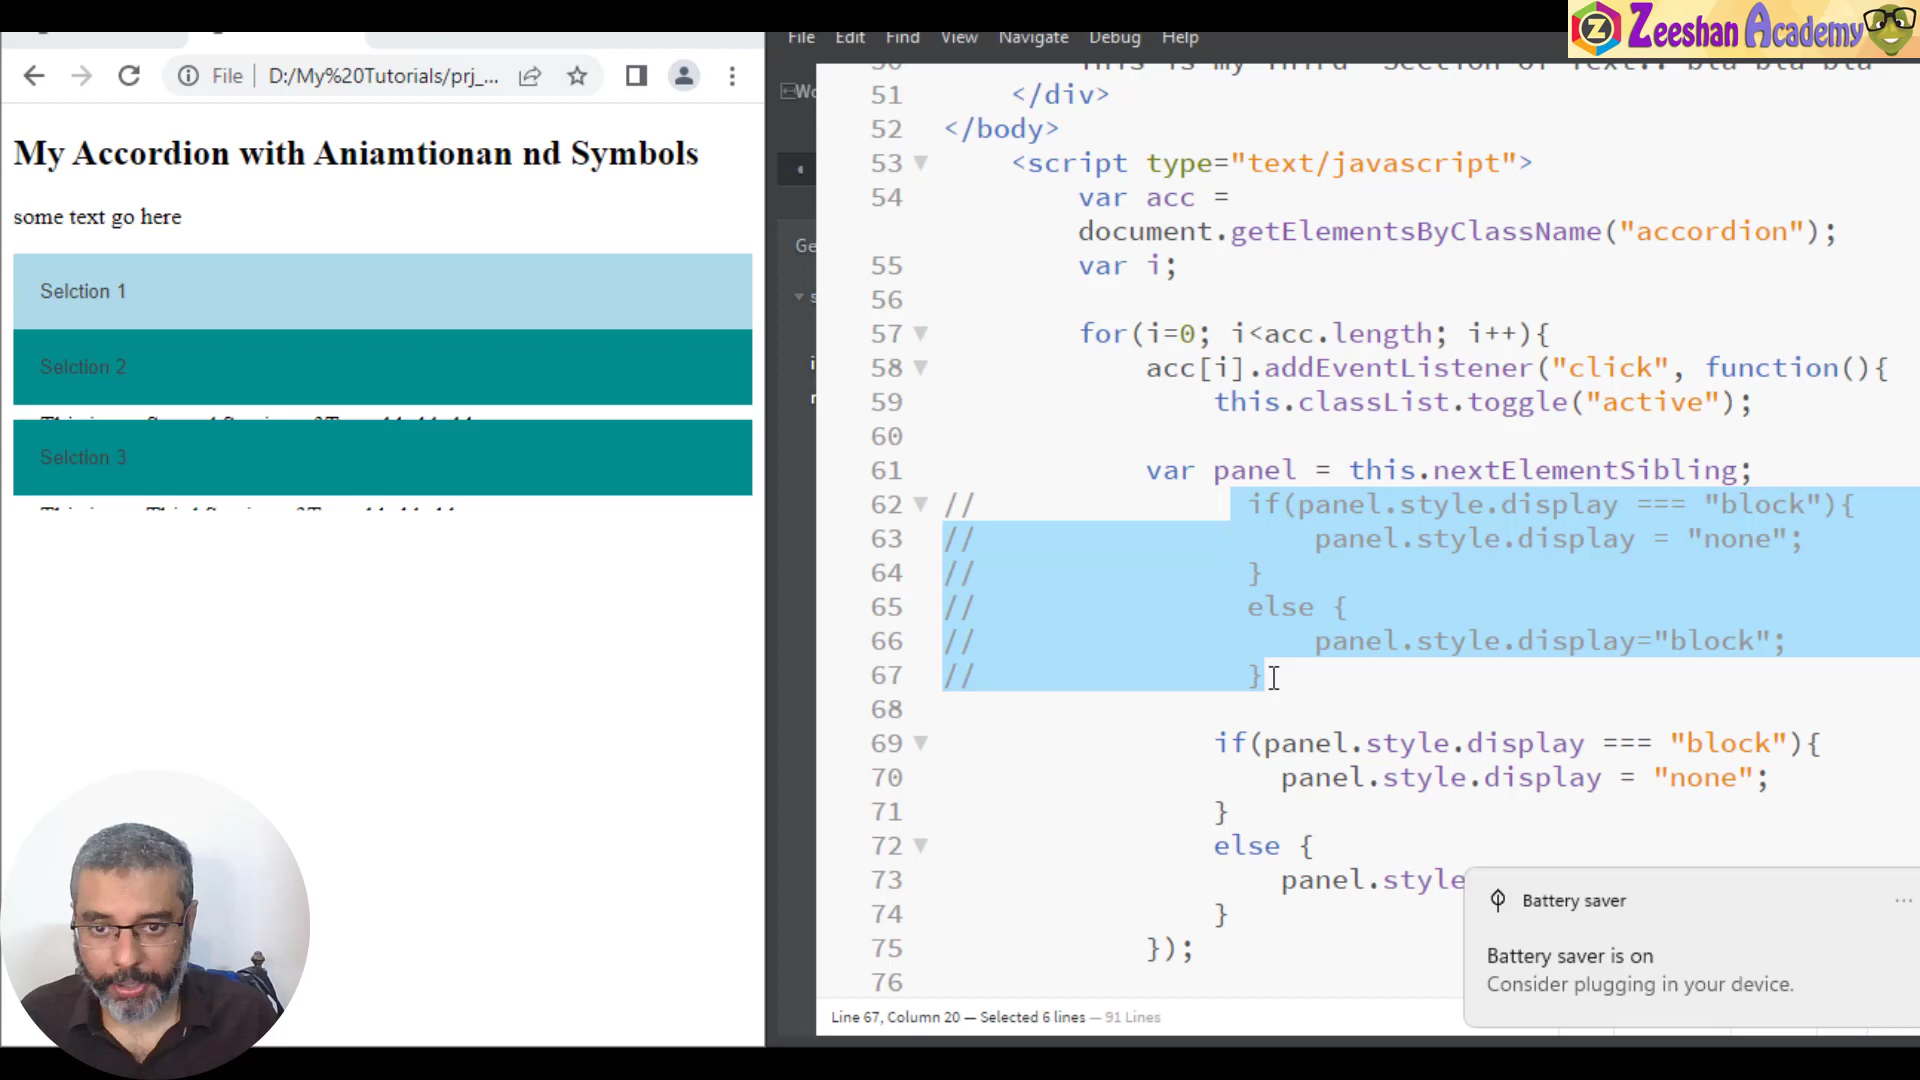 Zeeshan Academy
File Edit Find View Navigate Debug Help
File D:/My%20Tutorials/prj_...
My Accordion with Aniamtionan nd Symbols
some text go here
Selction 1
Selction 2
Selction 3
Wo
Ge
51 </div>
52 </body>
53 <script type="text/javascript">
54 var acc =
document.getElementsByClassName("accordion");
55 var i;
56
57 for(i=0; i<acc.length; i++){
58 acc[i].addEventListener("click", function(){
59 this.classList.toggle("active");
60
61 var panel = this.nextElementSibling;
62 // if(panel.style.display === "block"){
63 // panel.style.display = "none";
64 // }
65 // else {
66 // panel.style.display="block";
67 // }
68
69 if(panel.style.display === "block"){
70 panel.style.display = "none";
71 }
72 else {
73 panel.style
74 }
75 });
76
Line 67, Column 20 — Selected 6 lines — 91 Lines
Battery saver
Battery saver is on
Consider plugging in your device.